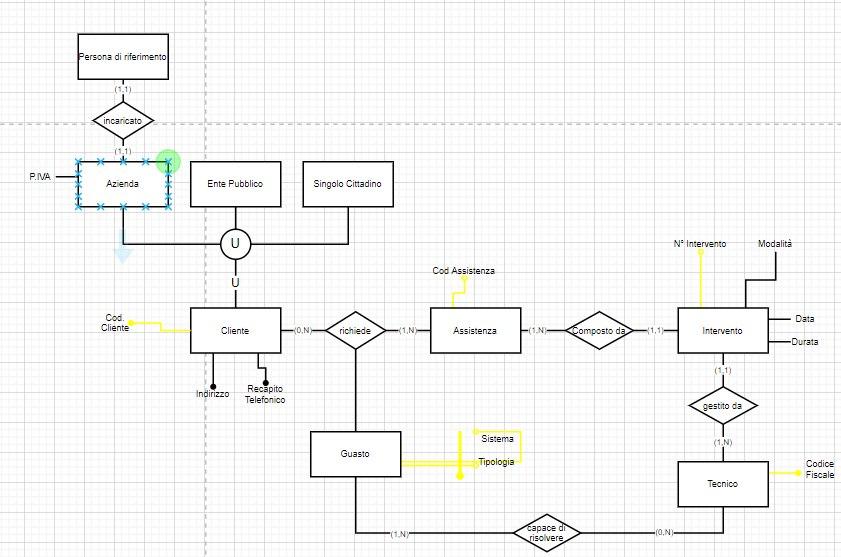 Persona di riferimento
(1,1)
incaricato
(1,1)
P.IVA
Azienda
Ente Pubblico
Singolo Cittadino
U
U
N° Intervento
Modalità
Cod Assistenza
Cod.
Cliente
Cliente
(0,N)
richiede
(1,N)
Assistenza
(1,N)
Composto da
(1,1)
Intervento
Data
Durata
Indirizzo
Recapito
Telefonico
(1,1)
gestito da
(1,N)
Guasto
Sistema
Tipologia
Tecnico
Codice
Fiscale
(1,N)
capace di
risolvere
(0,N)